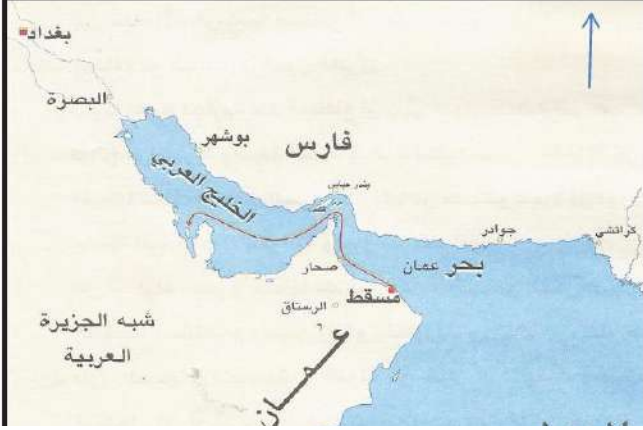 بغداد
البصرة
بوشهر
فارس
بندر عباس
الخليج العربي
كراتشي
جوادر
بحر عمان
صحار
مسقط
الرستاق
شبه الجزيرة
العربية
عمان